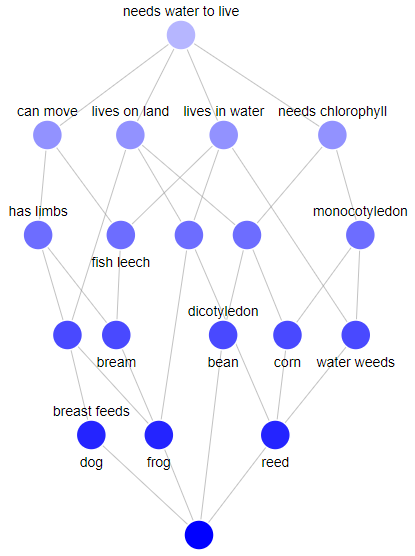 needs water to live
can move
lives on land
lives in water
needs chlorophyll
has limbs
monocotyledon
fish leech
dicotyledon
bream
bean
corn
water weeds
breast feeds
dog
frog
reed